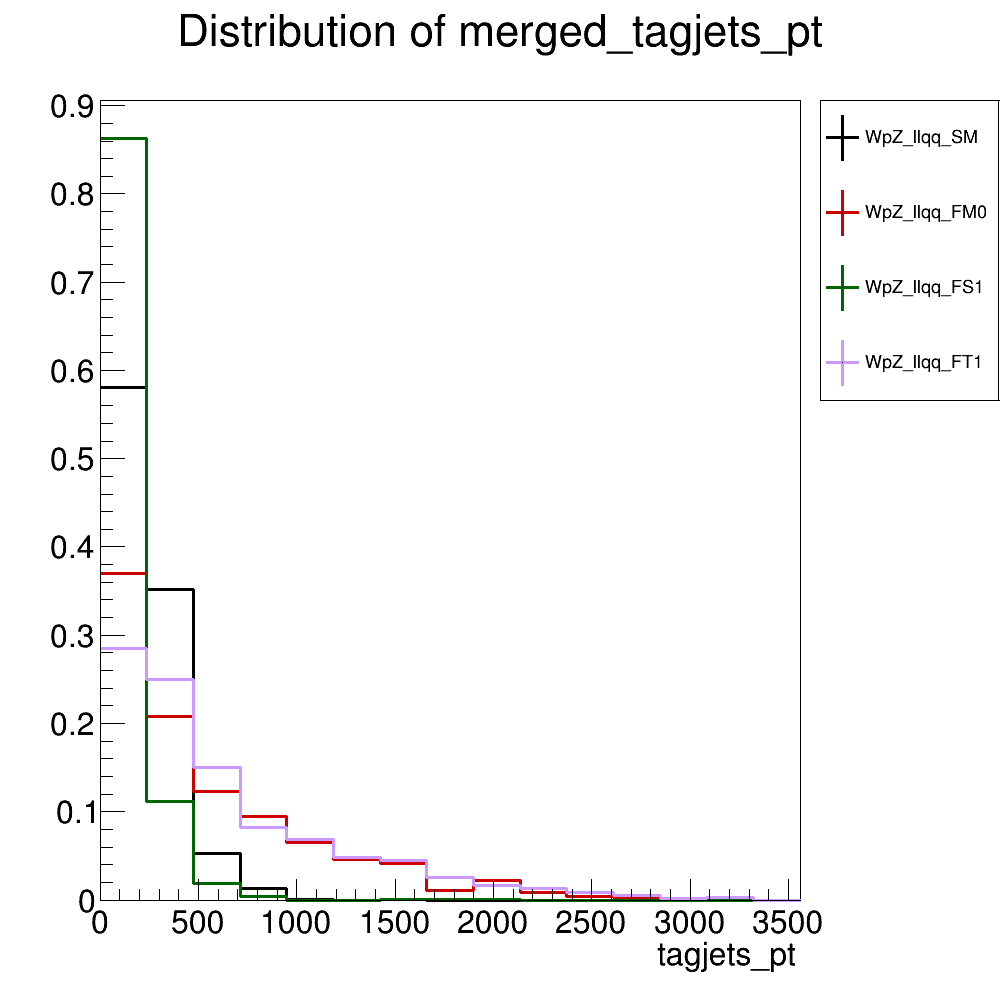 Distribution of merged_tagjets_pt
0.9
0.8
0.7
0.6
0.5
0.4
0.3
0.2
0.1
0
0 500 1000 1500 2000 2500 3000 3500
tagjets_pt
WpZ_llqq_SM
WpZ_llqq_FM0
WpZ_llqq_FS1
WpZ_llqq_FT1